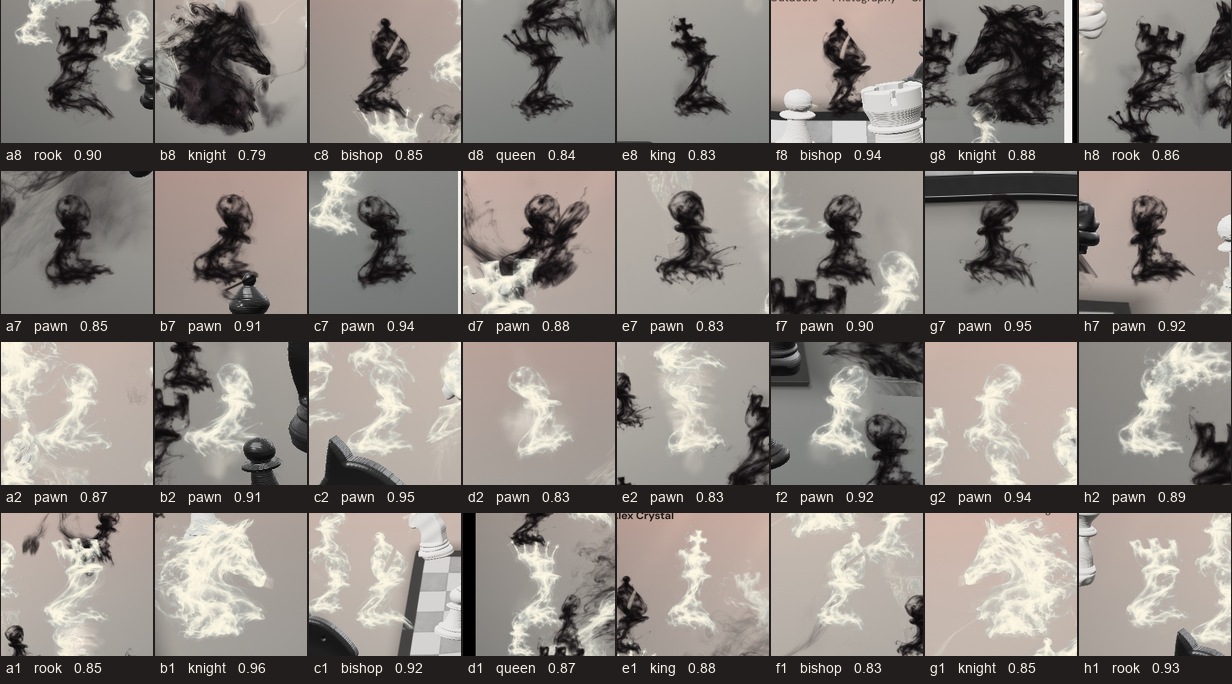 Outdoors Photography
a8 rook 0.90
b8 knight 0.79
c8 bishop 0.85
d8 queen 0.84
e8 king 0.83
f8 bishop 0.94
g8 knight 0.88
h8 rook 0.86
a7 pawn 0.85
b7 pawn 0.91
c7 pawn 0.94
d7 pawn 0.88
e7 pawn 0.83
f7 pawn 0.90
g7 pawn 0.95
h7 pawn 0.92
a2 pawn 0.87
b2 pawn 0.91
c2 pawn 0.95
d2 pawn 0.83
e2 pawn 0.83
f2 pawn 0.92
g2 pawn 0.94
h2 pawn 0.89
lex Crystal
a1 rook 0.85
b1 knight 0.96
c1 bishop 0.92
d1 queen 0.87
e1 king 0.88
f1 bishop 0.83
g1 knight 0.85
h1 rook 0.93